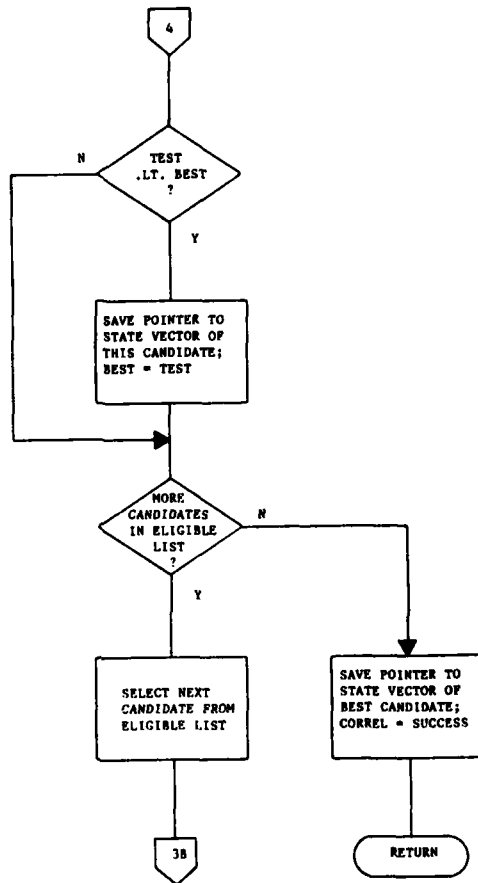 4
N
TEST
.LT. BEST
?
Y
SAVE POINTER TO
STATE VECTOR OF
THIS CANDIDATE;
BEST = TEST
MORE
CANDIDATES
IN ELIGIBLE
LIST
?
N
Y
SELECT NEXT
CANDIDATE FROM
ELIGIBLE LIST
SAVE POINTER TO
STATE VECTOR OF
BEST CANDIDATE;
CORREL = SUCCESS
3B
RETURN